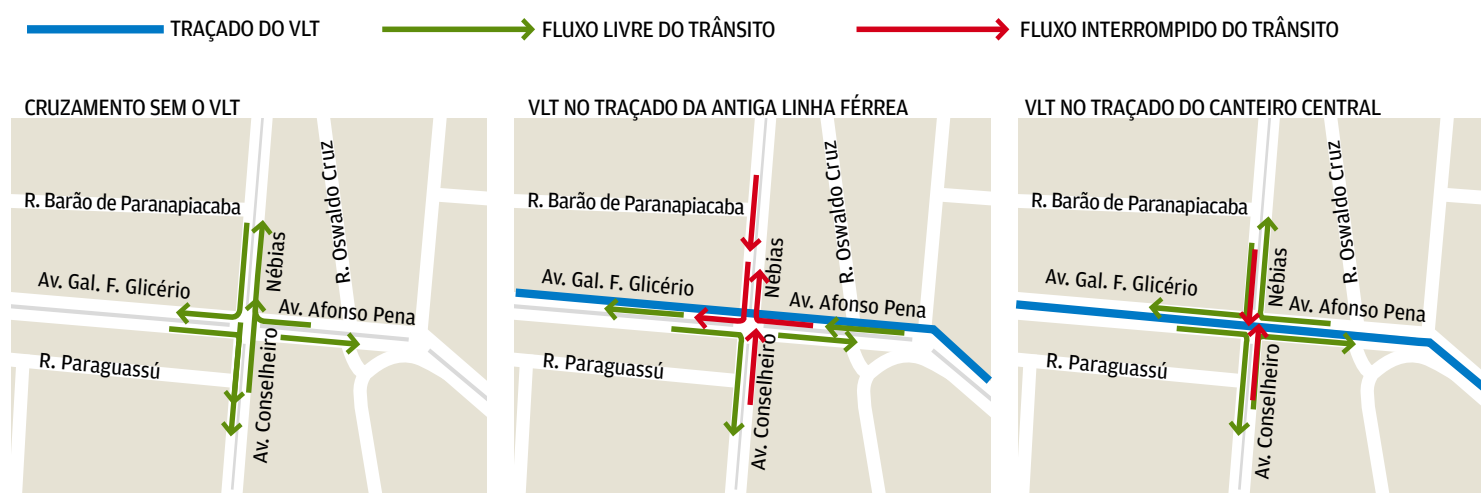 TRAÇADO DO VLT
FLUXO LIVRE DO TRÂNSITO
FLUXO INTERROMPIDO DO TRÂNSITO
CRUZAMENTO SEM O VLT
R. Barão de Paranapiacaba
R. Oswaldo Cruz
Nébias
Av. Gal. F. Glicério
Av. Afonso Pena
R. Paraguassú
Av. Conselheiro
VLT NO TRAÇADO DA ANTIGA LINHA FÉRREA
R. Barão de Paranapiacaba
R. Oswaldo Cruz
Nébias
Av. Gal. F. Glicério
Av. Afonso Pena
R. Paraguassú
Av. Conselheiro
VLT NO TRAÇADO DO CANTEIRO CENTRAL
R. Barão de Paranapiacaba
R. Oswaldo Cruz
Nébias
Av. Gal. F. Glicério
Av. Afonso Pena
R. Paraguassú
Av. Conselheiro